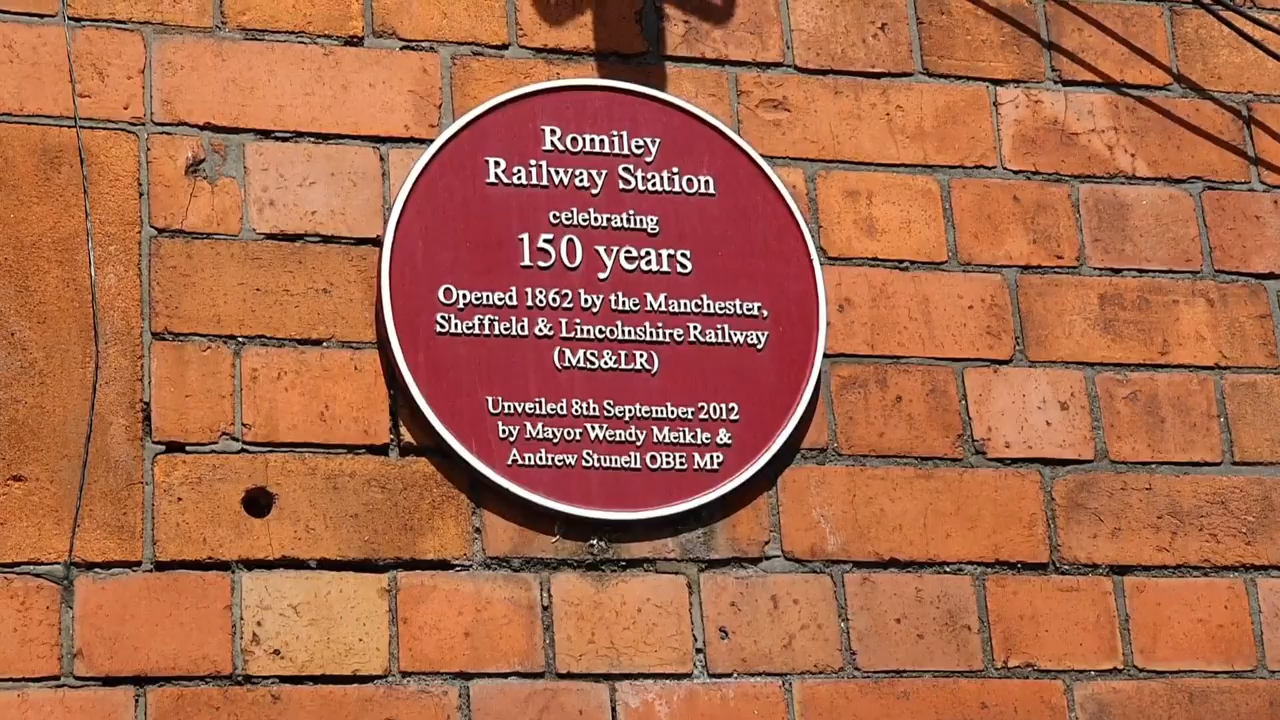 Romiley
Railway Station
celebrating
150 years
Opened 1862 by the Manchester,
Sheffield & Lincolnshire Railway
(MS&LR)
Unveiled 8th September 2012
by Mayor Wendy Meikle &
Andrew Stunell OBE MP